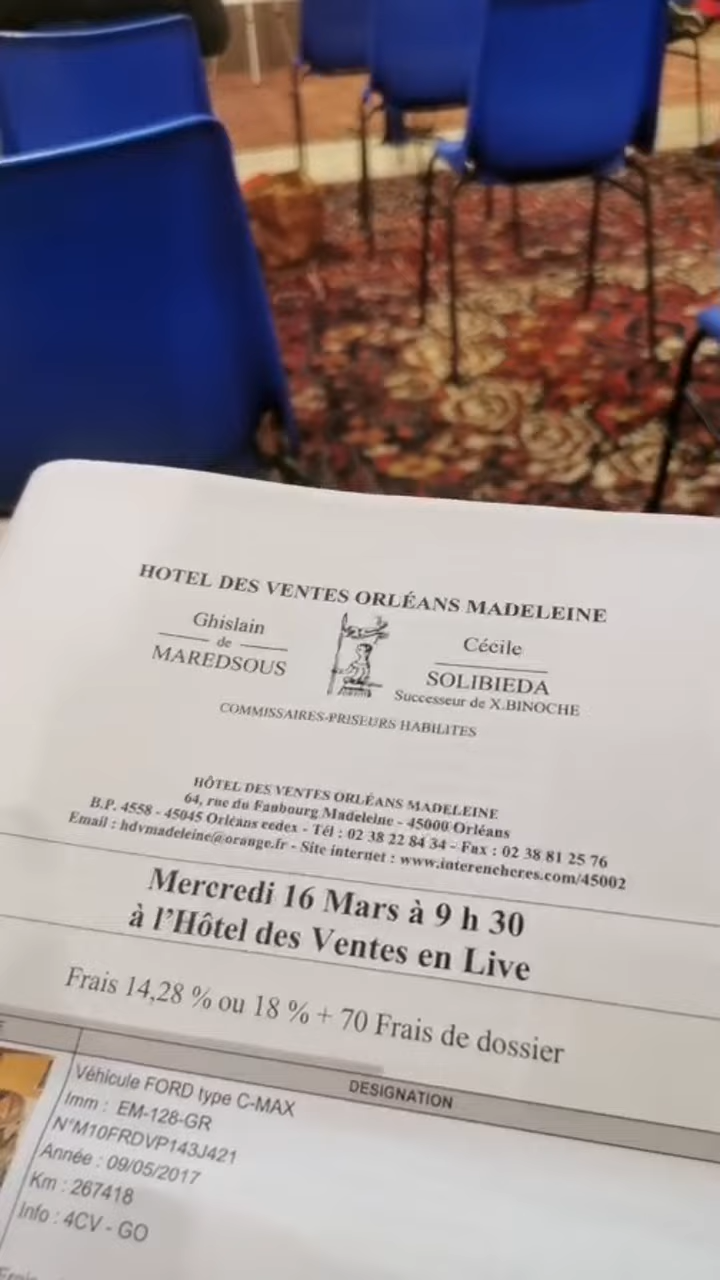 HOTEL DES VENTES ORLÉANS MADELEINE
Ghislain
de
MAREDSOUS
Cécile
SOLIBIEDA
Successeur de X.BINOCHE
COMMISSAIRES-PRISEURS HABILITES
HÔTEL DES VENTES ORLÉANS MADELEINE
64, rue du Faubourg Madeleine - 45000 Orléans
B.P. 4558 - 45045 Orléans cedex - Tél : 02 38 22 84 34 - Fax : 02 38 81 25 76
Email : hdvmadeleine@orange.fr - Site internet : www.interencheres.com/45002
Mercredi 16 Mars à 9 h 30
à l'Hôtel des Ventes en Live
Frais 14,28 % ou 18 % + 70 Frais de dossier
DESIGNATION
Véhicule FORD type C-MAX
Imm : EM-128-GR
N°M10FRDVP143J421
Année : 09/05/2017
Km : 267418
Info : 4CV - GO